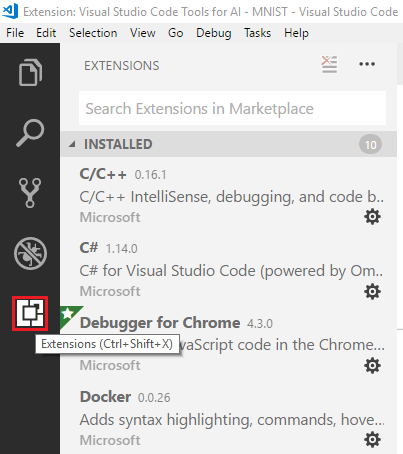 Extension: Visual Studio Code Tools for AI - MNIST - Visual Studio Code
File Edit Selection View Go Debug Tasks Help
EXTENSIONS
Search Extensions in Marketplace
INSTALLED 10
C/C++ 0.16.1
C/C++ IntelliSense, debugging, and code b...
Microsoft
C# 1.14.0
C# for Visual Studio Code (powered by Om...
Microsoft
Debugger for Chrome 4.3.0
Extensions (Ctrl+Shift+X) vaScript code in the Chrome...
Microsoft
Docker 0.0.26
Adds syntax highlighting, commands, hove...
Microsoft